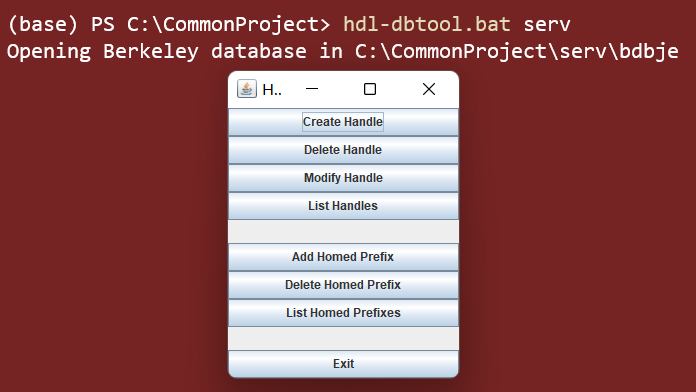 (base) PS C:\CommonProject> hdl-dbtool.bat serv
Opening Berkeley database in C:\CommonProject\serv\bdbje
H..
Create Handle
Delete Handle
Modify Handle
List Handles
Add Homed Prefix
Delete Homed Prefix
List Homed Prefixes
Exit